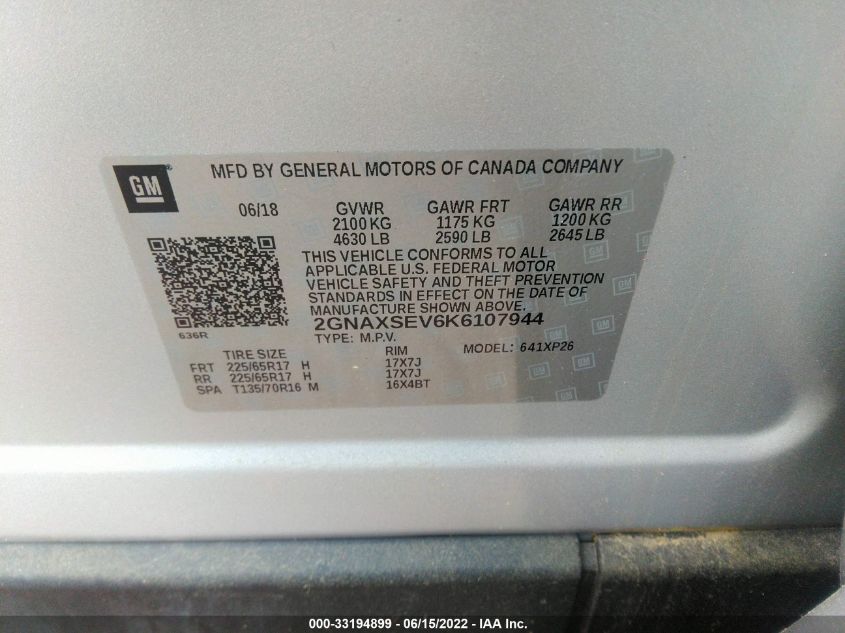 GM
MFD BY GENERAL MOTORS OF CANADA COMPANY
06/18 GVWR GAWR FRT GAWR RR
2100 KG 1175 KG 1200 KG
4630 LB 2590 LB 2645 LB
THIS VEHICLE CONFORMS TO ALL
APPLICABLE U.S. FEDERAL MOTOR
VEHICLE SAFETY AND THEFT PREVENTION
STANDARDS IN EFFECT ON THE DATE OF
MANUFACTURE SHOWN ABOVE.
636R
2GNAXSEV6K6107944
TYPE: M.P.V. MODEL: 641XP26
TIRE SIZE RIM
FRT 225/65R17 H 17X7J
RR 225/65R17 H 17X7J
SPA T135/70R16 M 16X4BT
000-33194899 - 06/15/2022 - IAA Inc.